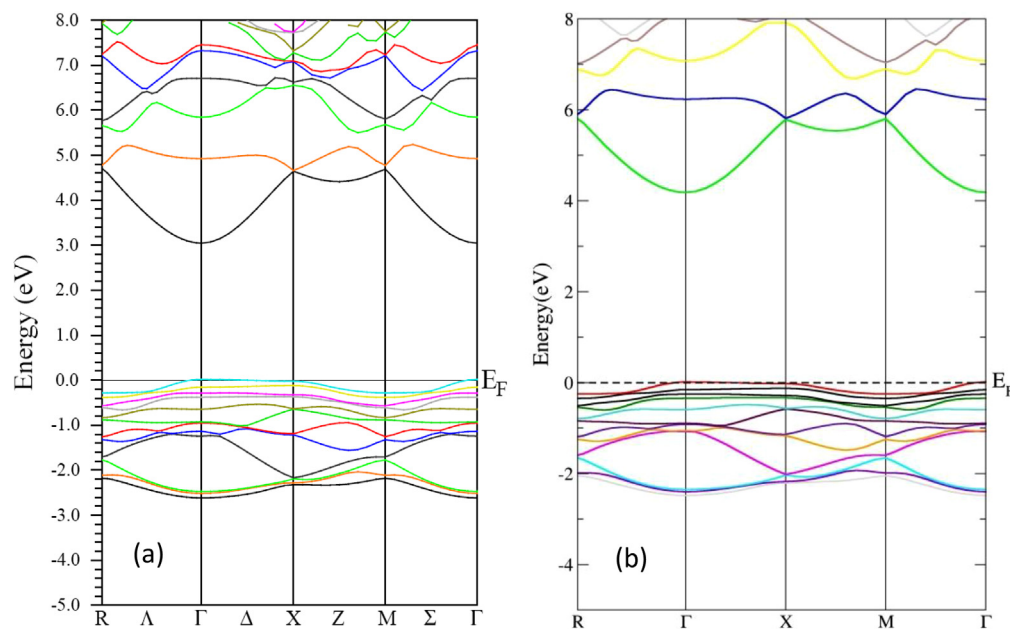 Energy (eV)
8.0
7.0
6.0
5.0
4.0
3.0
2.0
1.0
0.0
-1.0
-2.0
-3.0
-4.0
-5.0
E_F
(a)
R Λ Γ Δ X Z M Σ Γ
Energy(eV)
8
6
4
2
0
-2
-4
E_F
(b)
R Γ X M Γ